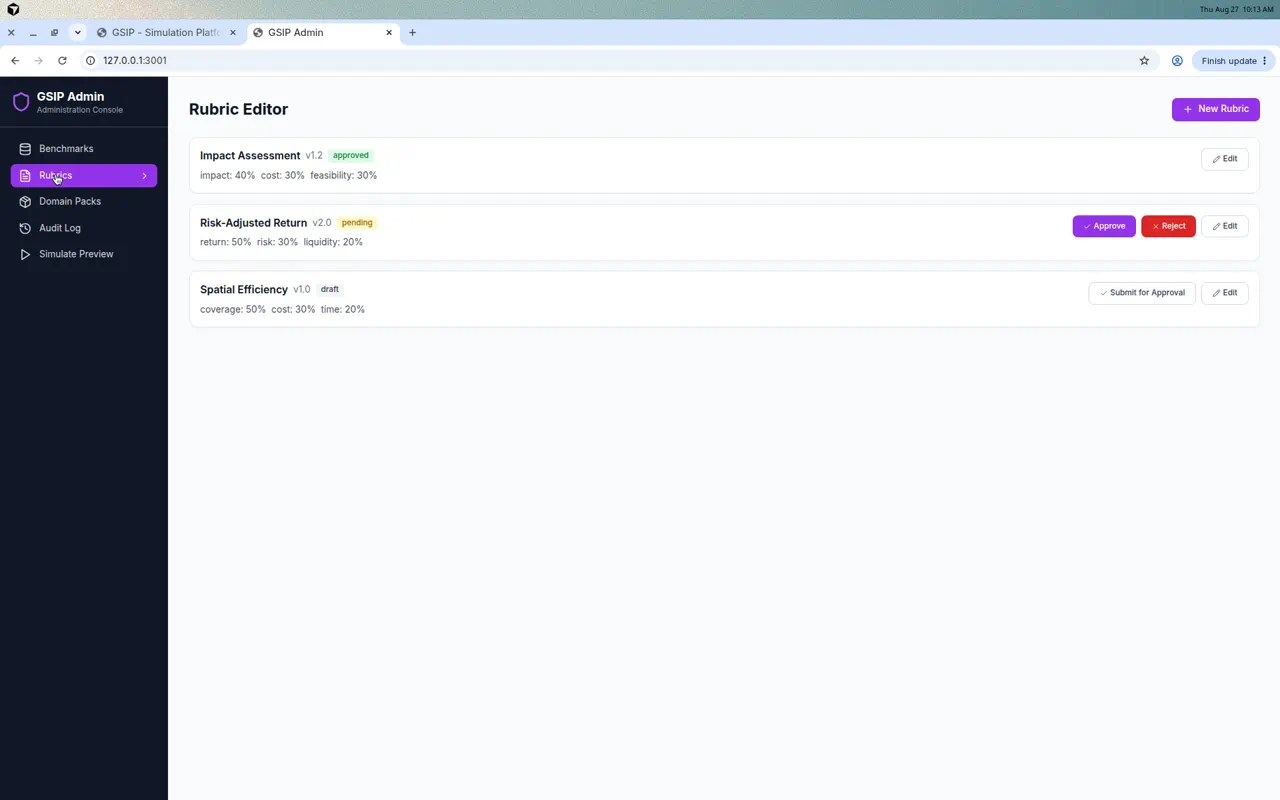 Thu Aug 27 10:13 AM
GSIP - Simulation Platfo
GSIP Admin
127.0.0.1:3001
Finish update
GSIP Admin
Administration Console
Benchmarks
Rubrics
Domain Packs
Audit Log
Simulate Preview
Rubric Editor
New Rubric
Impact Assessment v1.2 approved
Edit
impact: 40% cost: 30% feasibility: 30%
Risk-Adjusted Return v2.0 pending
Approve Reject Edit
return: 50% risk: 30% liquidity: 20%
Spatial Efficiency v1.0 draft
Submit for Approval Edit
coverage: 50% cost: 30% time: 20%